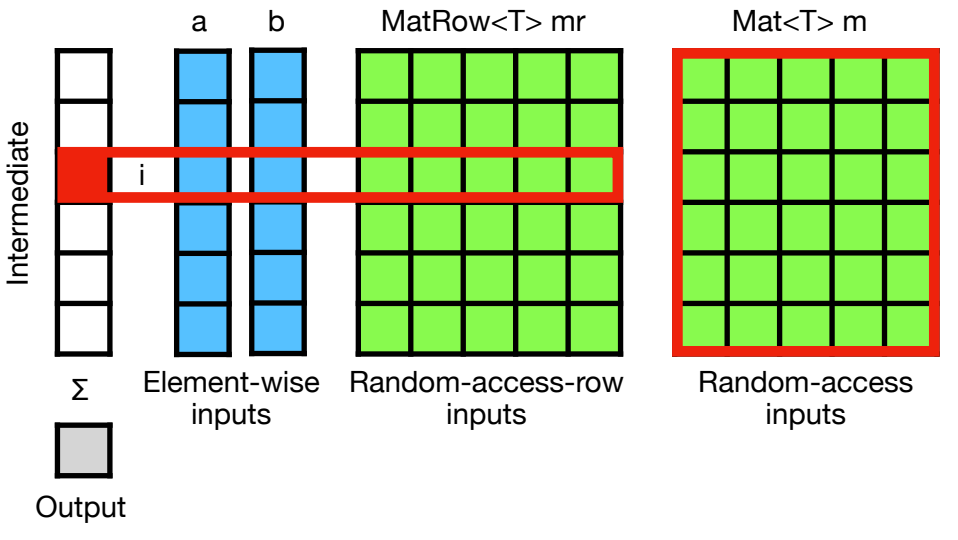 a
b
MatRow<T> mr
Mat<T> m
Intermediate
i
Σ
Element-wise
inputs
Random-access-row
inputs
Random-access
inputs
Output